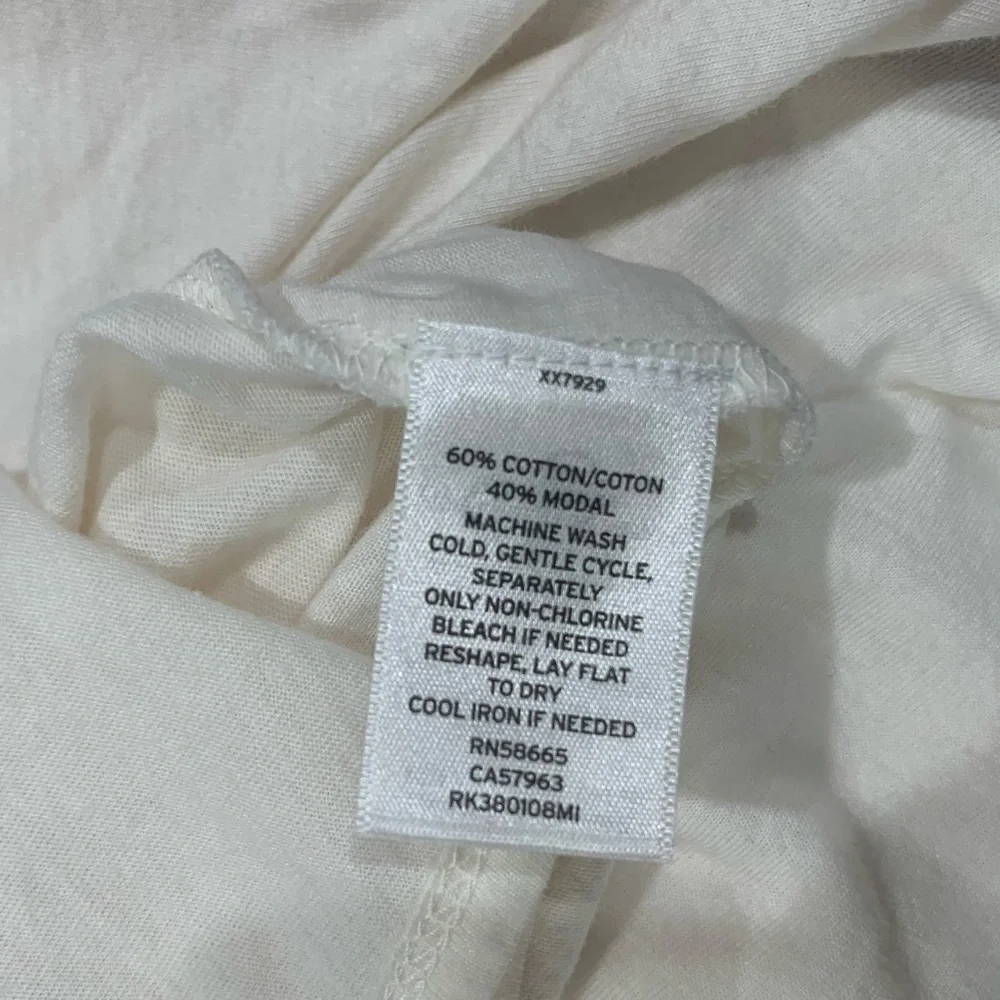 XX7929
60% COTTON/COTON
40% MODAL
MACHINE WASH
COLD, GENTLE CYCLE,
SEPARATELY
ONLY NON-CHLORINE
BLEACH IF NEEDED
RESHAPE, LAY FLAT
TO DRY
COOL IRON IF NEEDED
RN58665
CA57963
RK380108MI